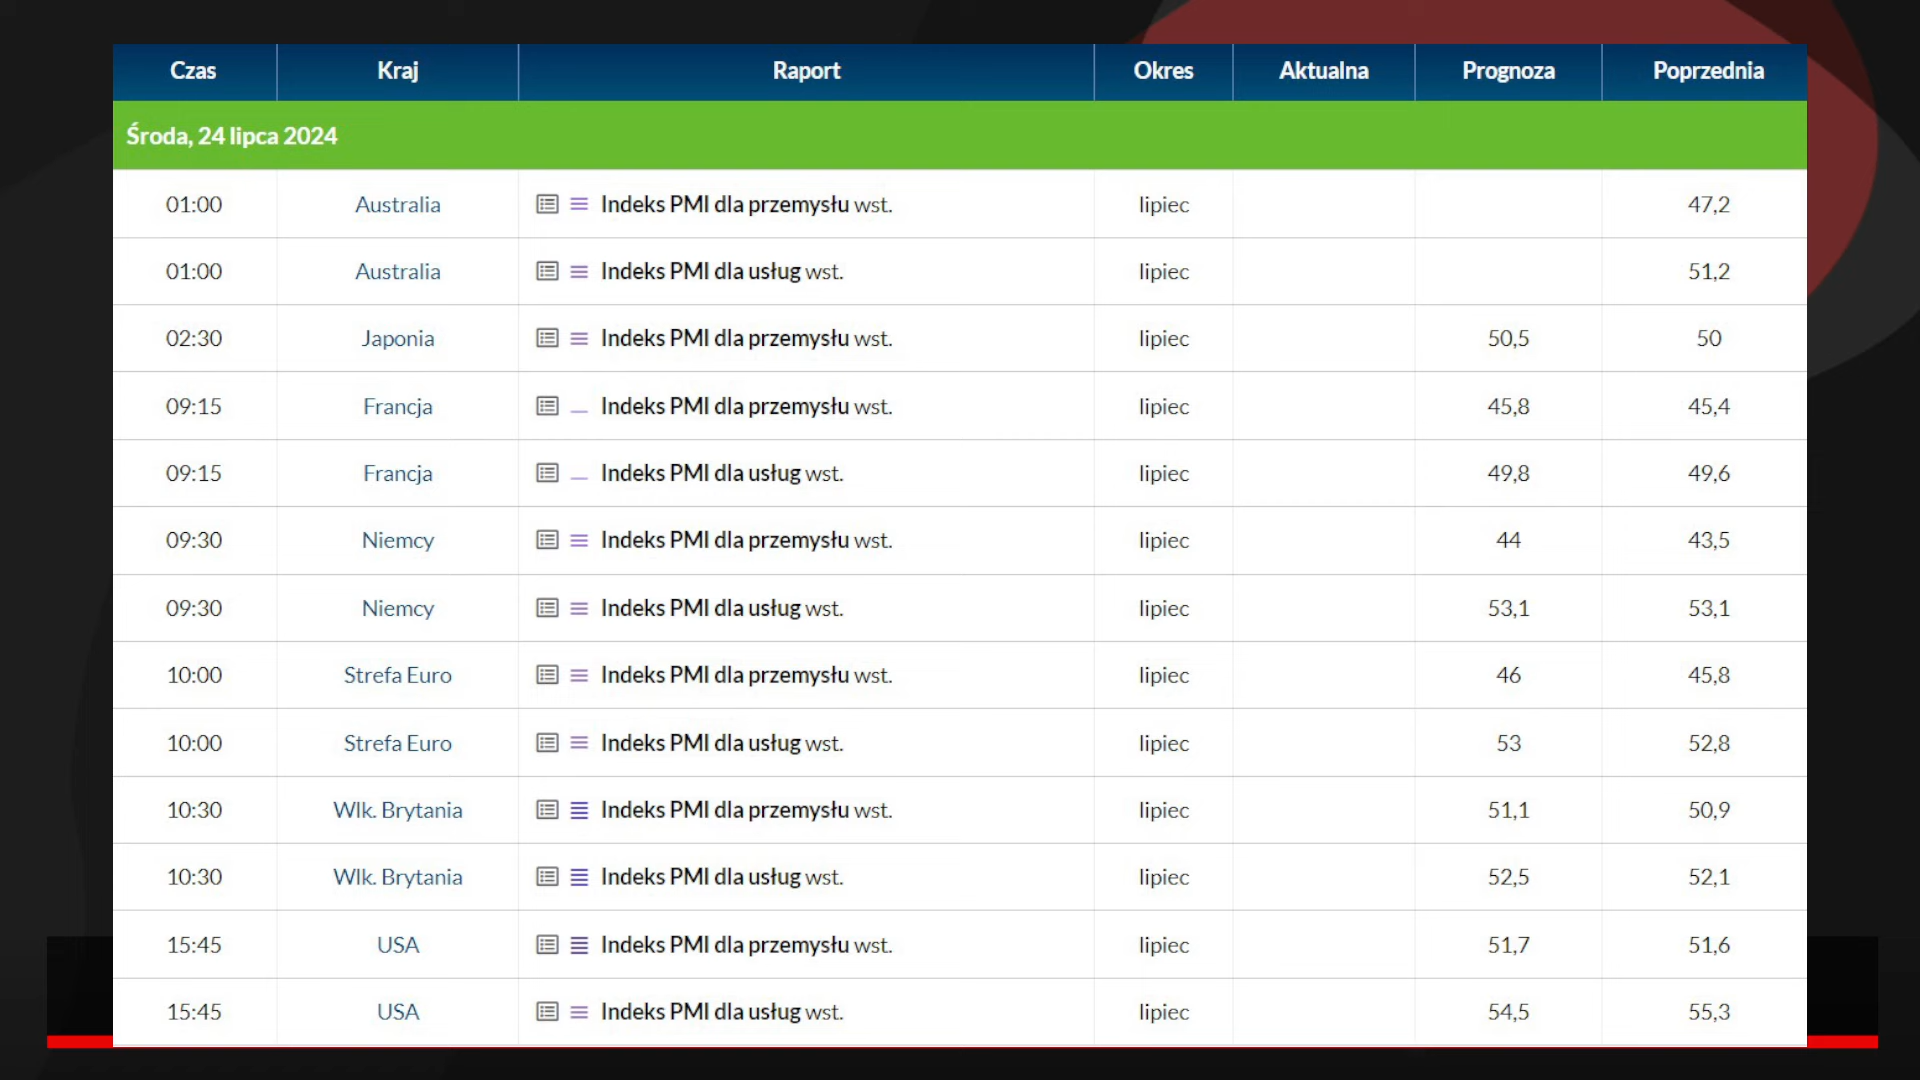 Czas Kraj Raport Okres Aktualna Prognoza Poprzednia
Środa, 24 lipca 2024
01:00 Australia Indeks PMI dla przemysłu wst. lipiec 47,2
01:00 Australia Indeks PMI dla usług wst. lipiec 51,2
02:30 Japonia Indeks PMI dla przemysłu wst. lipiec 50,5 50
09:15 Francja Indeks PMI dla przemysłu wst. lipiec 45,8 45,4
09:15 Francja Indeks PMI dla usług wst. lipiec 49,8 49,6
09:30 Niemcy Indeks PMI dla przemysłu wst. lipiec 44 43,5
09:30 Niemcy Indeks PMI dla usług wst. lipiec 53,1 53,1
10:00 Strefa Euro Indeks PMI dla przemysłu wst. lipiec 46 45,8
10:00 Strefa Euro Indeks PMI dla usług wst. lipiec 53 52,8
10:30 Wlk. Brytania Indeks PMI dla przemysłu wst. lipiec 51,1 50,9
10:30 Wlk. Brytania Indeks PMI dla usług wst. lipiec 52,5 52,1
15:45 USA Indeks PMI dla przemysłu wst. lipiec 51,7 51,6
15:45 USA Indeks PMI dla usług wst. lipiec 54,5 55,3